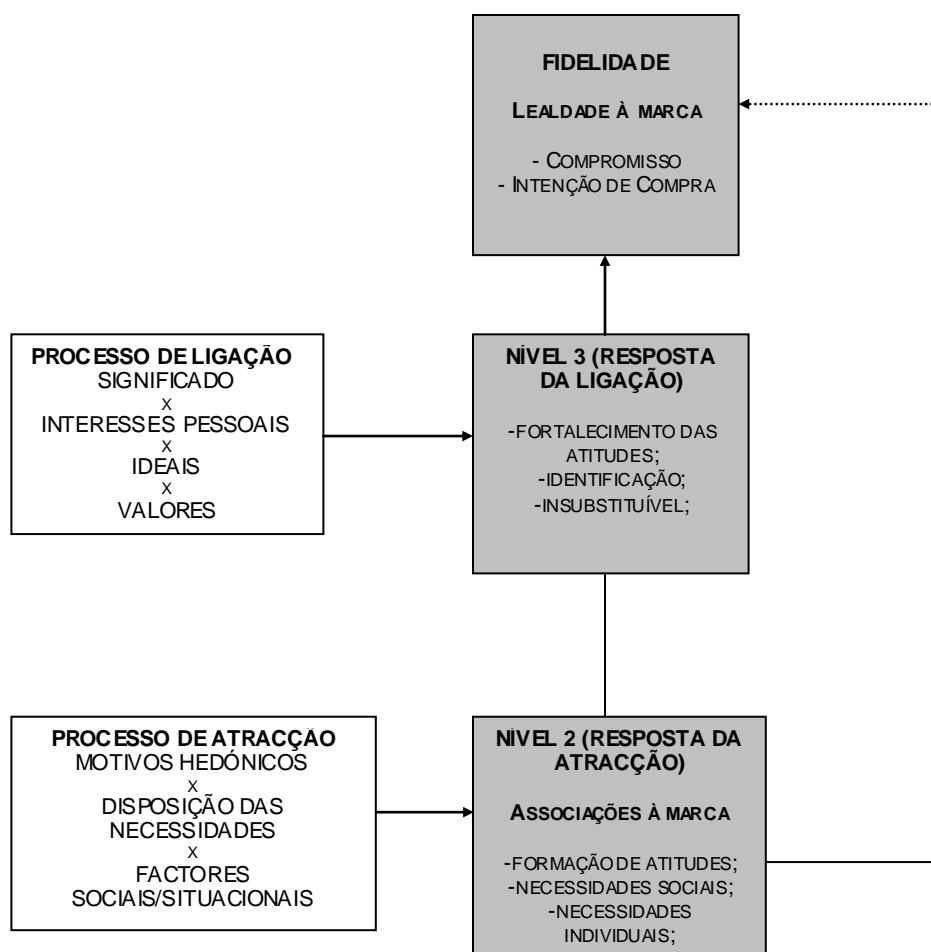 FIDELIDADE
LEALDADE À MARCA
- COMPROMISSO
- INTENÇÃO DE COMPRA
PROCESSO DE LIGAÇÃO
SIGNIFICADO
X
INTERESSES PESSOAIS
X
IDEAIS
X
VALORES
NÍVEL 3 (RESPOSTA
DA LIGAÇÃO)
-FORTALECIMENTO DAS
ATITUDES;
-IDENTIFICAÇÃO;
-INSUBSTITUÍVEL;
PROCESSO DE ATRACÇÃO
MOTIVOS HEDÓNICOS
X
DISPOSIÇÃO DAS
NECESSIDADES
X
FACTORES
SOCIAIS/SITUACIONAIS
NÍVEL 2 (RESPOSTA DA
ATRACÇÃO)
ASSOCIAÇÕES À MARCA
-FORMAÇÃO DE ATITUDES;
-NECESSIDADES SOCIAIS;
-NECESSIDADES
INDIVIDUAIS;